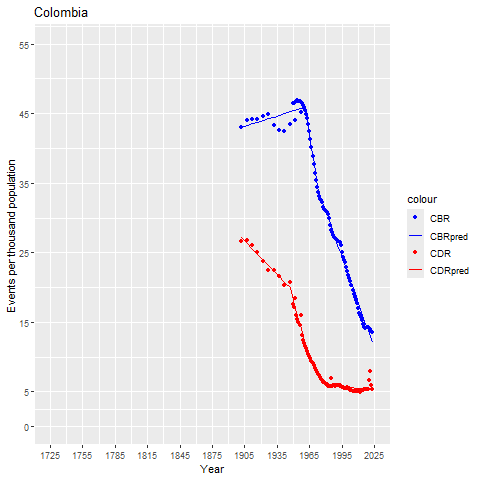 Colombia
Events per thousand population
55
45
35
25
15
5
0
1725 1755 1785 1815 1845 1875 1905 1935 1965 1995 2025
Year
colour
CBR
CBRpred
CDR
CDRpred